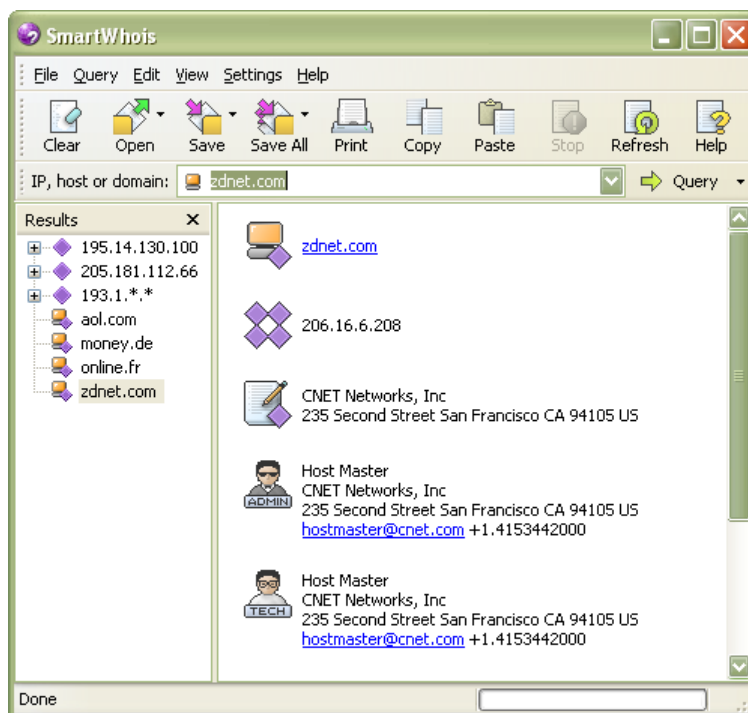 SmartWhois
File Query Edit View Settings Help
Clear Open Save Save All Print Copy Paste Stop Refresh Help
IP, host or domain: zdnet.com Query
Results
195.14.130.100
205.181.112.66
193.1.*.*
aol.com
money.de
online.fr
zdnet.com
zdnet.com
206.16.6.208
CNET Networks, Inc
235 Second Street San Francisco CA 94105 US
Host Master
CNET Networks, Inc
235 Second Street San Francisco CA 94105 US
hostmaster@cnet.com +1.4153442000
ADMIN
Host Master
CNET Networks, Inc
235 Second Street San Francisco CA 94105 US
hostmaster@cnet.com +1.4153442000
TECH
Done